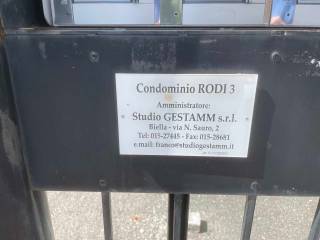 Condominio RODI 3
Amministratore:
Studio GESTAMM s.r.l.
Biella - via N. Sauro, 2
Tel: 015-27445 - Fax: 015-28681
e.mail: franco@studiogestamm.it